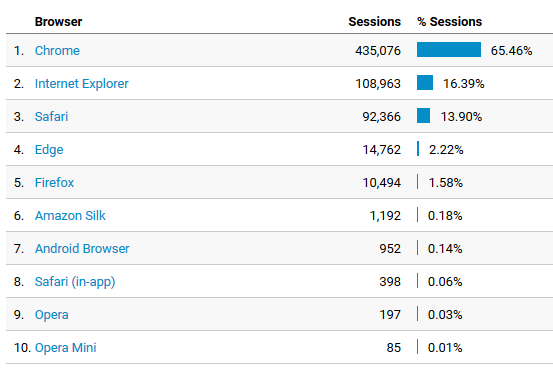 Browser Sessions % Sessions
1. Chrome 435,076 65.46%
2. Internet Explorer 108,963 16.39%
3. Safari 92,366 13.90%
4. Edge 14,762 2.22%
5. Firefox 10,494 1.58%
6. Amazon Silk 1,192 0.18%
7. Android Browser 952 0.14%
8. Safari (in-app) 398 0.06%
9. Opera 197 0.03%
10. Opera Mini 85 0.01%